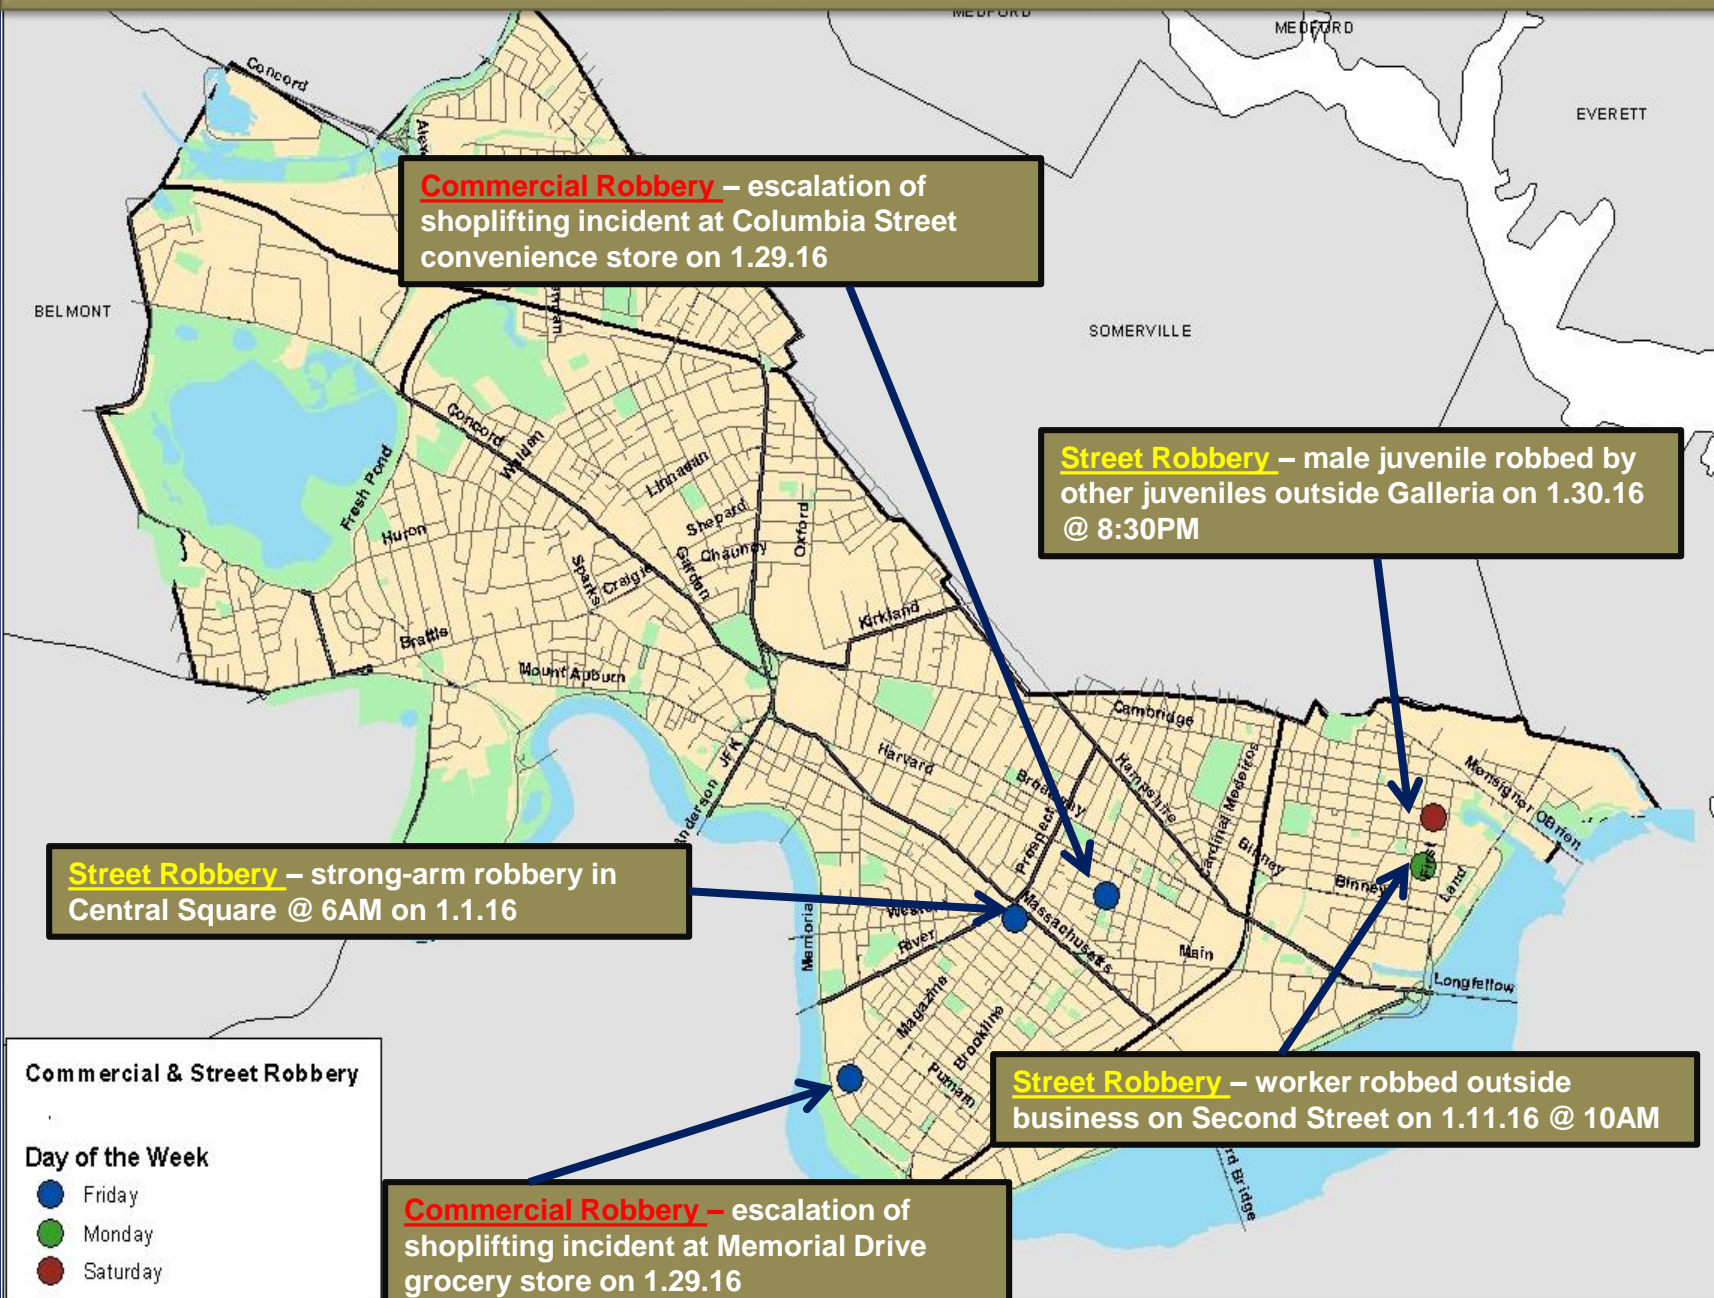 MEDFORD
MEDFORD
EVERETT
Concord
Commercial Robbery – escalation of
shoplifting incident at Columbia Street
convenience store on 1.29.16
BELMONT
SOMERVILLE
Concord
Walden
Linnaean
Street Robbery – male juvenile robbed by
other juveniles outside Galleria on 1.30.16
@ 8:30PM
Fresh Pond
Huron
Shepard
Chauncy
Oxford
Garden
Sparks
Craigie
Kirkland
Brattle
Mount Auburn
Cambridge
JFK
Anderson
Harvard
Broadway
Hampshire
Prospect
Cardinal Medeiros
Monsignor OBrien
Binney
Binney
First
Land
Street Robbery – strong-arm robbery in
Central Square @ 6AM on 1.1.16
Memorial
Western
River
Massachusetts
Main
Longfellow
Magazine
Brookline
Putnam
Street Robbery – worker robbed outside
business on Second Street on 1.11.16 @ 10AM
rd Bridge
Commercial Robbery – escalation of
shoplifting incident at Memorial Drive
grocery store on 1.29.16
Commercial & Street Robbery
Day of the Week
Friday
Monday
Saturday